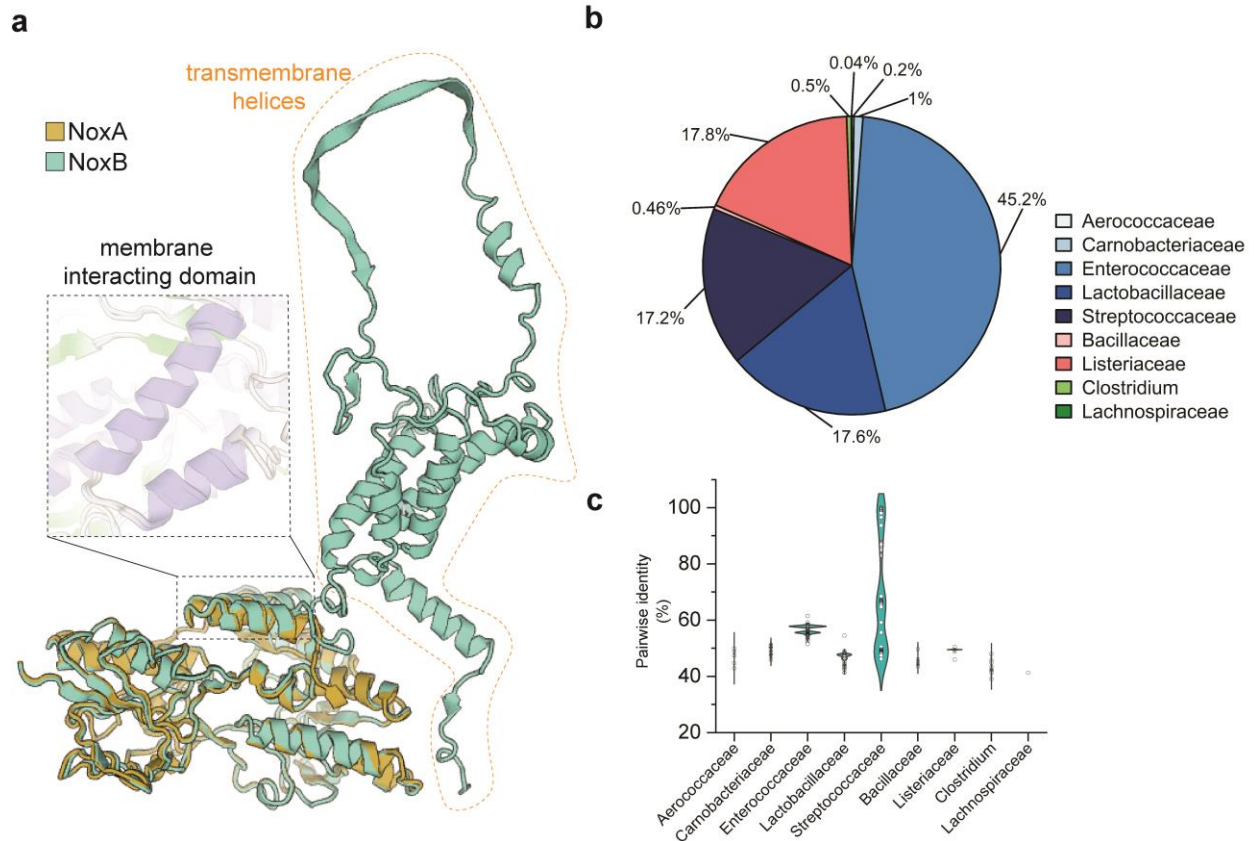 a
transmembrane
helices
NoxA
NoxB
membrane
interacting domain
b
0.04%
0.2%
0.5%
1%
17.8%
45.2%
0.46%
17.2%
17.6%
Aerococcaceae
Carnobacteriaceae
Enterococcaceae
Lactobacillaceae
Streptococcaceae
Bacillaceae
Listeriaceae
Clostridium
Lachnospiraceae
c
Pairwise identity
(%)
100
80
60
40
20
Aerococcaceae
Carnobacteriaceae
Enterococcaceae
Lactobacillaceae
Streptococcaceae
Bacillaceae
Listeriaceae
Clostridium
Lachnospiraceae